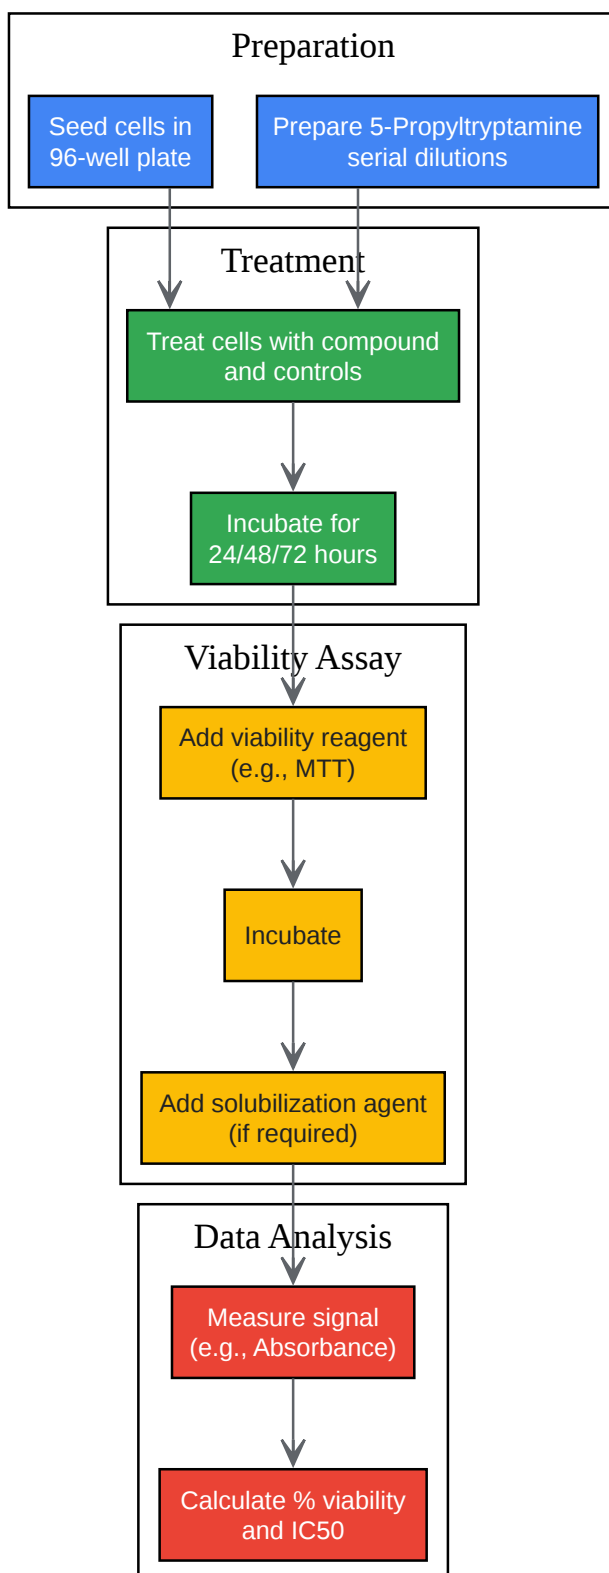 Preparation
Seed cells in
96-well plate
Prepare 5-Propyltryptamine
serial dilutions
Treatment
Treat cells with compound
and controls
Incubate for
24/48/72 hours
Viability Assay
Add viability reagent
(e.g., MTT)
Incubate
Add solubilization agent
(if required)
Data Analysis
Measure signal
(e.g., Absorbance)
Calculate % viability
and IC50